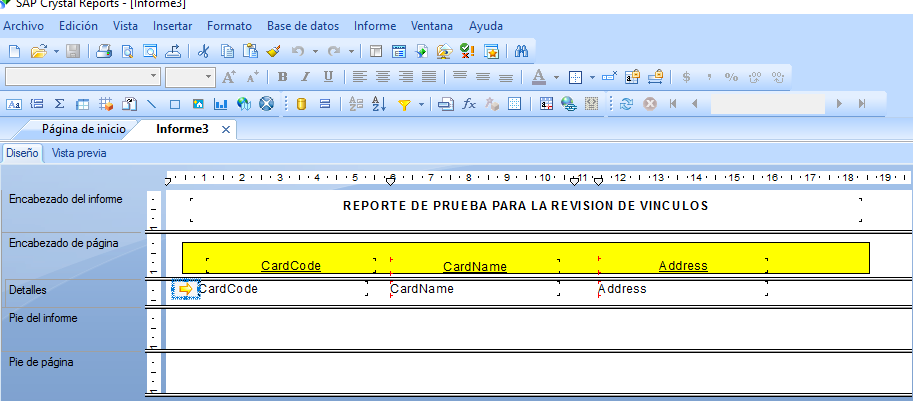 SAP Crystal Reports - [Informe3]
Archivo Edición Vista Insertar Formato Base de datos Informe Ventana Ayuda
Página de inicio Informe3
Diseño Vista previa
1 2 3 4 5 6 7 8 9 10 11 12 13 14 15 16 17 18 19
Encabezado del informe
REPORTE DE PRUEBA PARA LA REVISION DE VINCULOS
Encabezado de página
CardCode CardName Address
Detalles
CardCode CardName Address
Pie del informe
Pie de página